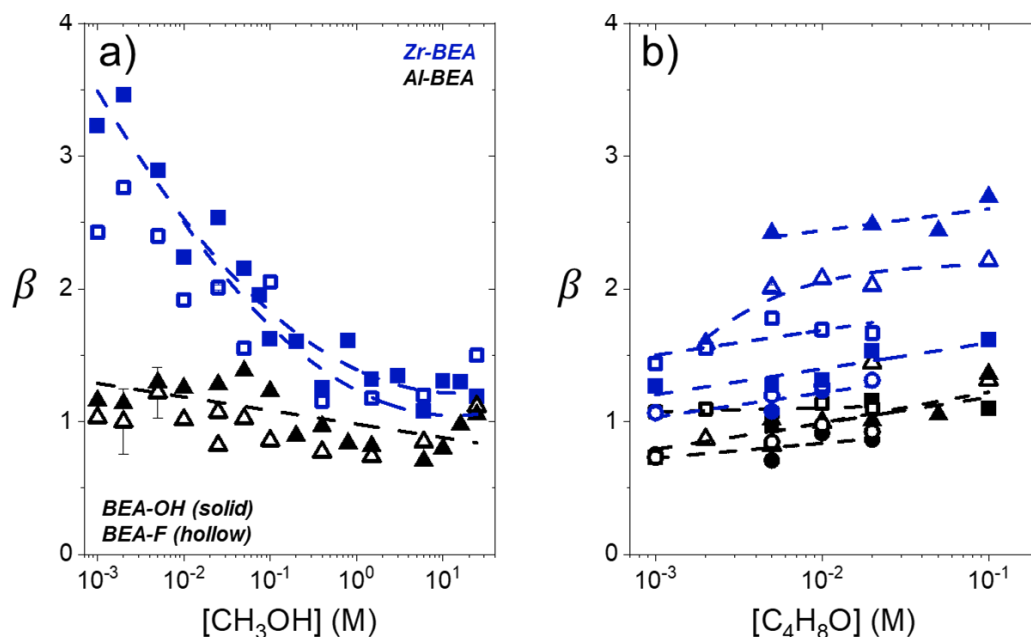 a)
Zr-BEA
Al-BEA
BEA-OH (solid)
BEA-F (hollow)
β
4
3
2
1
0
10⁻³ 10⁻² 10⁻¹ 10⁰ 10¹
[CH₃OH] (M)
b)
β
4
3
2
1
0
10⁻³ 10⁻² 10⁻¹
[C₄H₈O] (M)